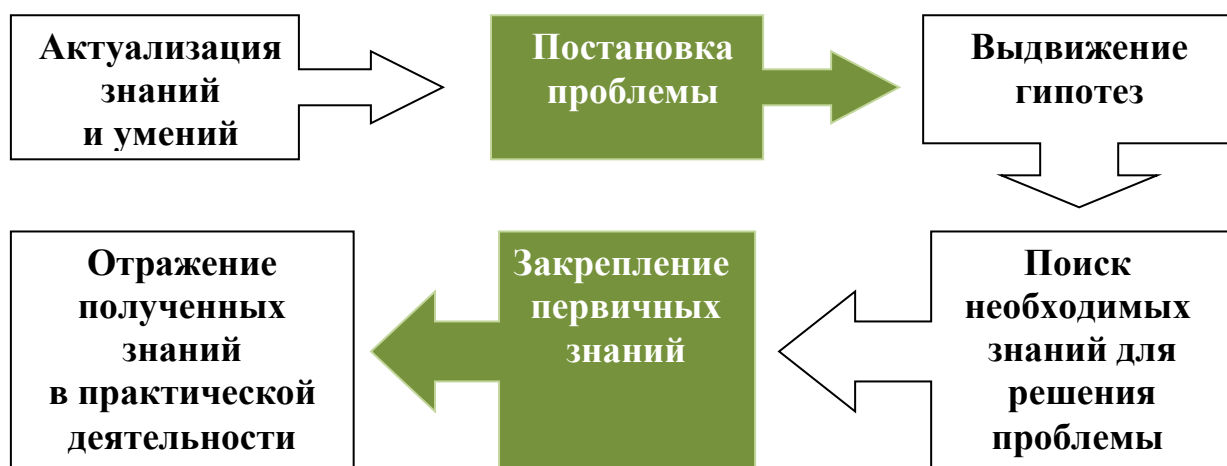 Актуализация
знаний
и умений
Постановка
проблемы
Выдвижение
гипотез
Поиск
необходимых
знаний для
решения
проблемы
Закрепление
первичных
знаний
Отражение
полученных
знаний
в практической
деятельности